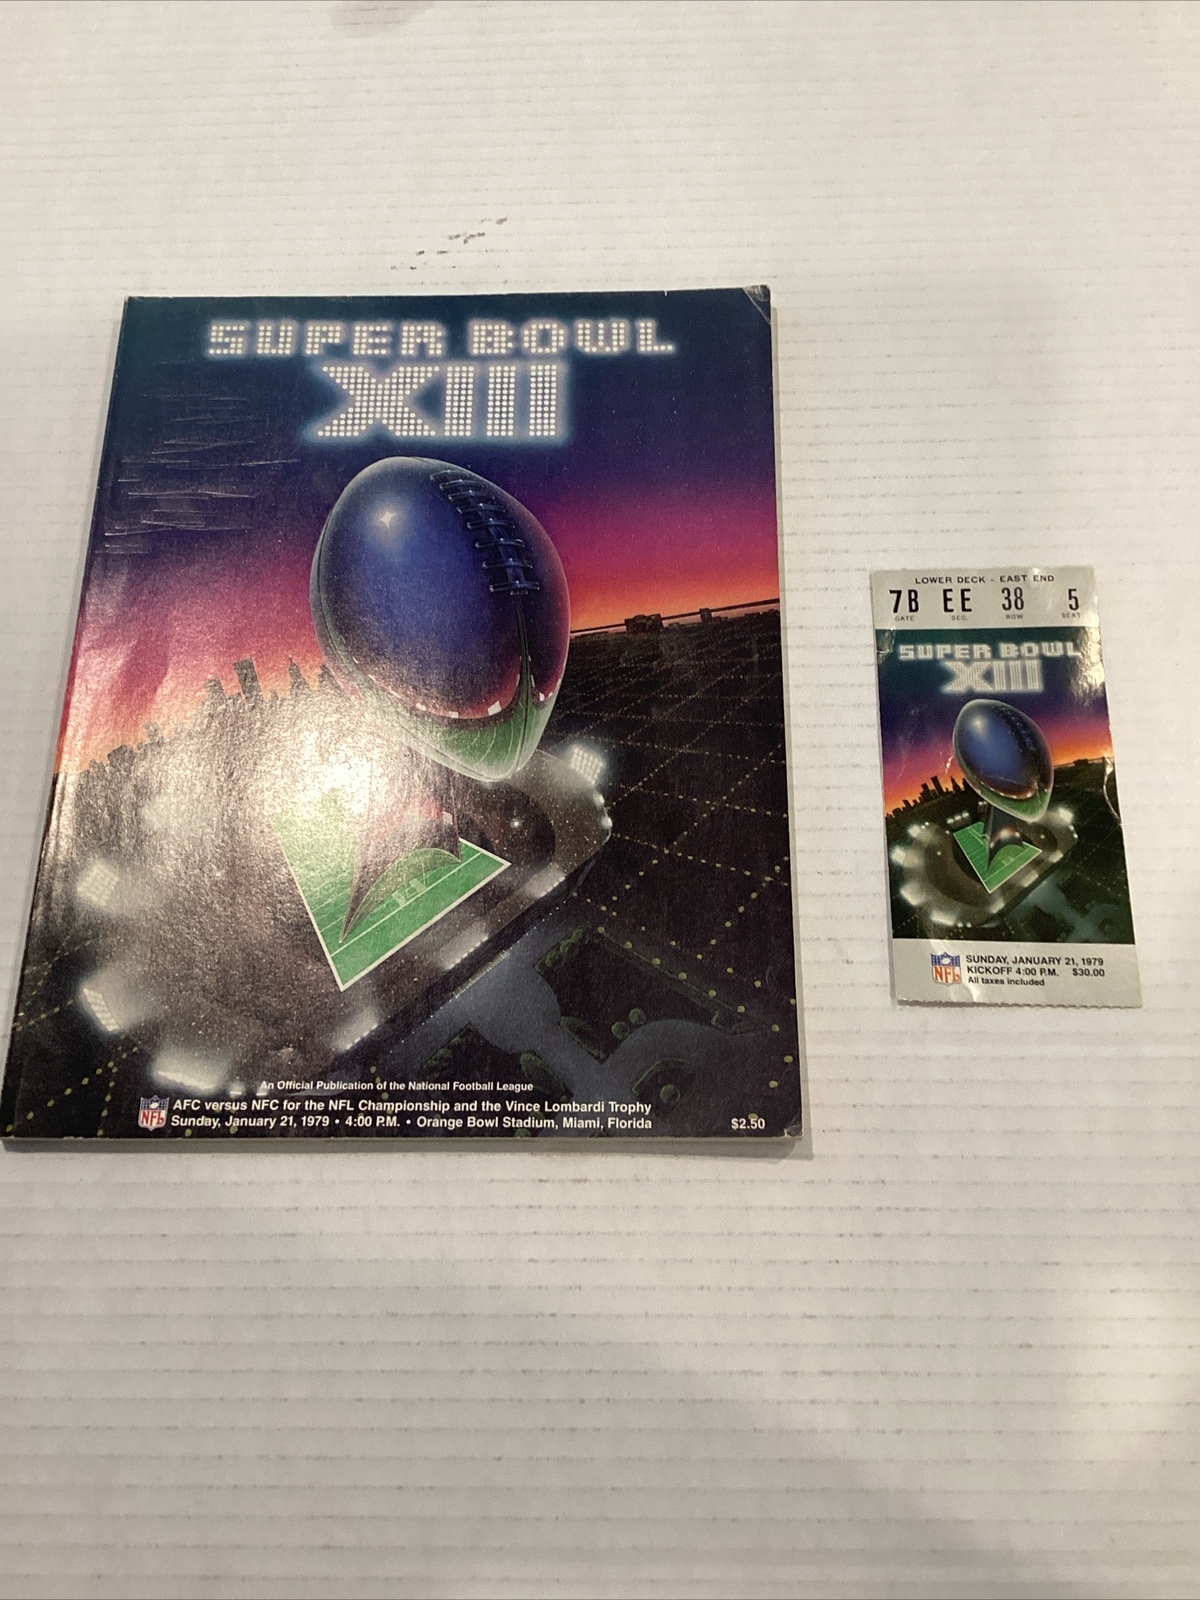 SUPER BOWL
XIII
An Official Publication of the National Football League
NFL
AFC versus NFC for the NFL Championship and the Vince Lombardi Trophy
Sunday, January 21, 1979 • 4:00 P.M. • Orange Bowl Stadium, Miami, Florida
$2.50
LOWER DECK - EAST END
7B EE 38 5
GATE SEC. ROW SEAT
SUPER BOWL
XIII
NFL
SUNDAY, JANUARY 21, 1979
KICKOFF 4:00 P.M. $30.00
All taxes included